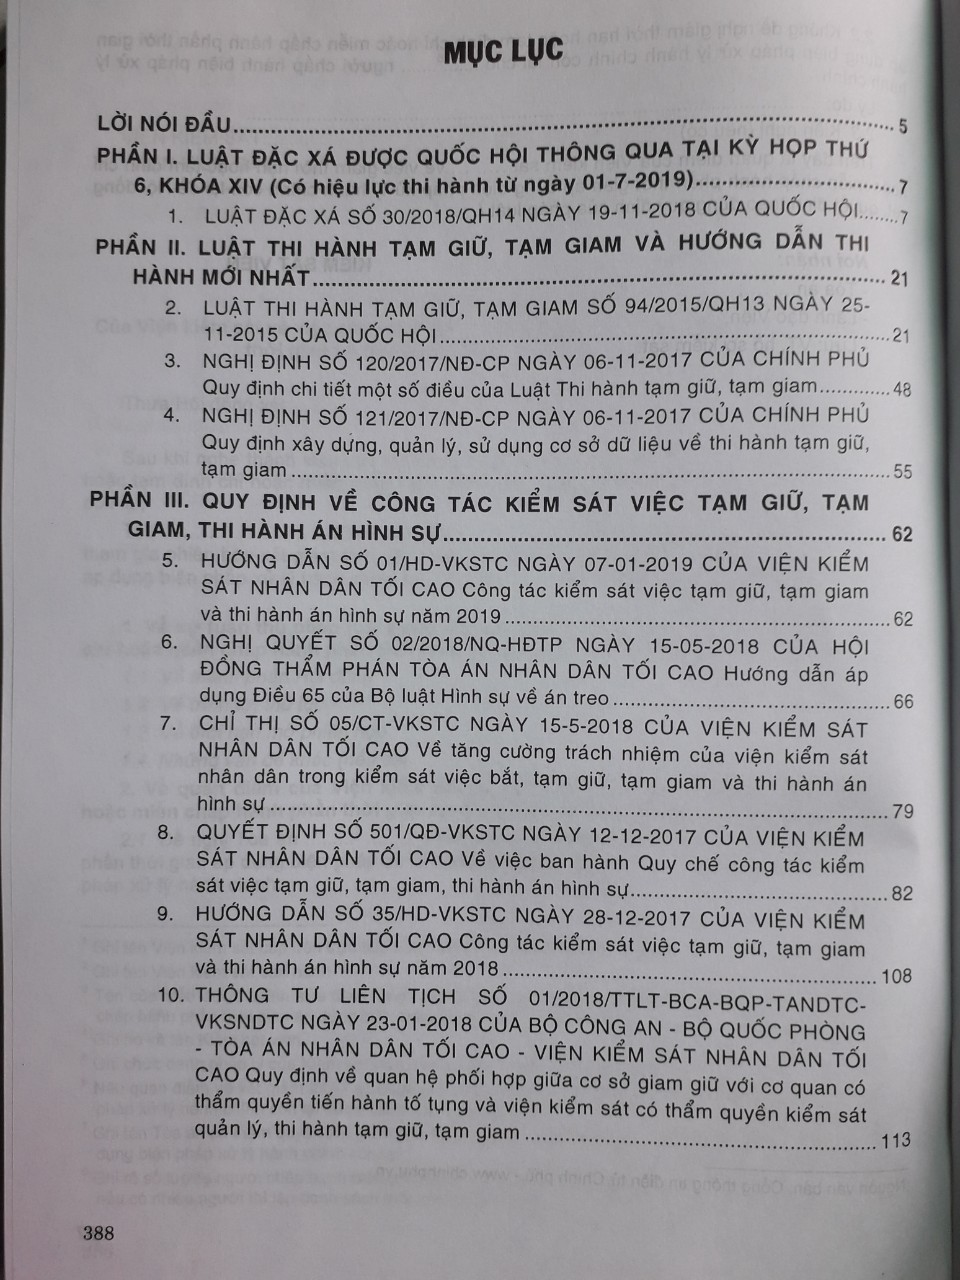 MỤC LỤC
LỜI NÓI ĐẦU.......................................................................................... 5
PHẦN I. LUẬT ĐẶC XÁ ĐƯỢC QUỐC HỘI THÔNG QUA TẠI KỲ HỌP THỨ
6, KHÓA XIV (Có hiệu lực thi hành từ ngày 01-7-2019)............................ 7
1. LUẬT ĐẶC XÁ SỐ 30/2018/QH14 NGÀY 19-11-2018 CỦA QUỐC HỘI........7
PHẦN II. LUẬT THI HÀNH TẠM GIỮ, TẠM GIAM VÀ HƯỚNG DẪN THI
HÀNH MỚI NHẤT................................................................................ 21
2. LUẬT THI HÀNH TẠM GIỮ, TẠM GIAM SỐ 94/2015/QH13 NGÀY 25-
11-2015 CỦA QUỐC HỘI................................................................21
3. NGHỊ ĐỊNH SỐ 120/2017/NĐ-CP NGÀY 06-11-2017 CỦA CHÍNH PHỦ
Quy định chi tiết một số điều của Luật Thi hành tạm giữ, tạm giam.............48
4. NGHỊ ĐỊNH SỐ 121/2017/NĐ-CP NGÀY 06-11-2017 CỦA CHÍNH PHỦ
Quy định xây dựng, quản lý, sử dụng cơ sở dữ liệu về thi hành tạm giữ,
tạm giam ...................................................................................... 55
PHẦN III. QUY ĐỊNH VỀ CÔNG TÁC KIỂM SÁT VIỆC TẠM GIỮ, TẠM
GIAM, THI HÀNH ÁN HÌNH SỰ............................................................ 62
5. HƯỚNG DẪN SỐ 01/HD-VKSTC NGÀY 07-01-2019 CỦA VIỆN KIỂM
SÁT NHÂN DÂN TỐI CAO Công tác kiểm sát việc tạm giữ, tạm giam
và thi hành án hình sự năm 2019 ...................................................... 62
6. NGHỊ QUYẾT SỐ 02/2018/NQ-HĐTP NGÀY 15-05-2018 CỦA HỘI
ĐỒNG THẨM PHÁN TÒA ÁN NHÂN DÂN TỐI CAO Hướng dẫn áp
dụng Điều 65 của Bộ luật Hình sự về án treo ....................................... 66
7. CHỈ THỊ SỐ 05/CT-VKSTC NGÀY 15-5-2018 CỦA VIỆN KIỂM SÁT
NHÂN DÂN TỐI CAO Về tăng cường trách nhiệm của viện kiểm sát
nhân dân trong kiểm sát việc bắt, tạm giữ, tạm giam và thi hành án
hình sự ......................................................................................... 79
8. QUYẾT ĐỊNH SỐ 501/QĐ-VKSTC NGÀY 12-12-2017 CỦA VIỆN KIỂM
SÁT NHÂN DÂN TỐI CAO Về việc ban hành Quy chế công tác kiểm
sát việc tạm giữ, tạm giam, thi hành án hình sự.................................... 82
9. HƯỚNG DẪN SỐ 35/HD-VKSTC NGÀY 28-12-2017 CỦA VIỆN KIỂM
SÁT NHÂN DÂN TỐI CAO Công tác kiểm sát việc tạm giữ, tạm giam
và thi hành án hình sự năm 2018 ...................................................... 108
10. THÔNG TƯ LIÊN TỊCH SỐ 01/2018/TTLT-BCA-BQP-TANDTC-
VKSNDTC NGÀY 23-01-2018 CỦA BỘ CÔNG AN - BỘ QUỐC PHÒNG
- TÒA ÁN NHÂN DÂN TỐI CAO - VIỆN KIỂM SÁT NHÂN DÂN TỐI
CAO Quy định về quan hệ phối hợp giữa cơ sở giam giữ với cơ quan có
thẩm quyền tiến hành tố tụng và viện kiểm sát có thẩm quyền kiểm sát
quản lý, thi hành tạm giữ, tạm giam ................................................... 113
388